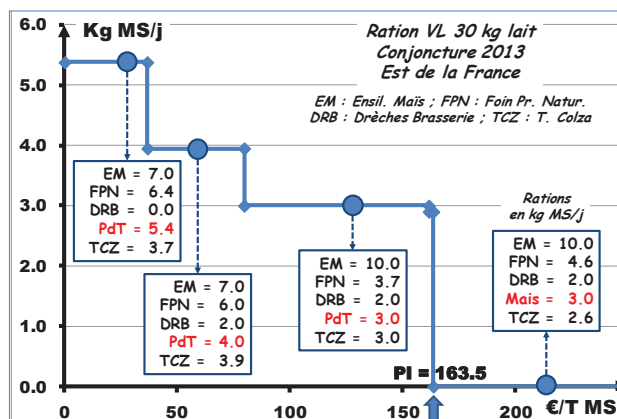 6.0
Kg MS/j
5.0
4.0
3.0
2.0
1.0
0.0
Ration VL 30 kg lait
Conjoncture 2013
Est de la France
EM : Ensil. Maïs ; FPN : Foin Pr. Natur.
DRB : Drèches Brasserie ; TCZ : T. Colza
EM = 7.0
FPN = 6.4
DRB = 0.0
PdT = 5.4
TCZ = 3.7
EM = 7.0
FPN = 6.0
DRB = 2.0
PdT = 4.0
TCZ = 3.9
EM = 10.0
FPN = 3.7
DRB = 2.0
PdT = 3.0
TCZ = 3.0
Rations
en kg MS/j
EM = 10.0
FPN = 4.6
DRB = 2.0
Mais = 3.0
TCZ = 2.6
PI = 163.5
0
50
100
150
200
€/T MS